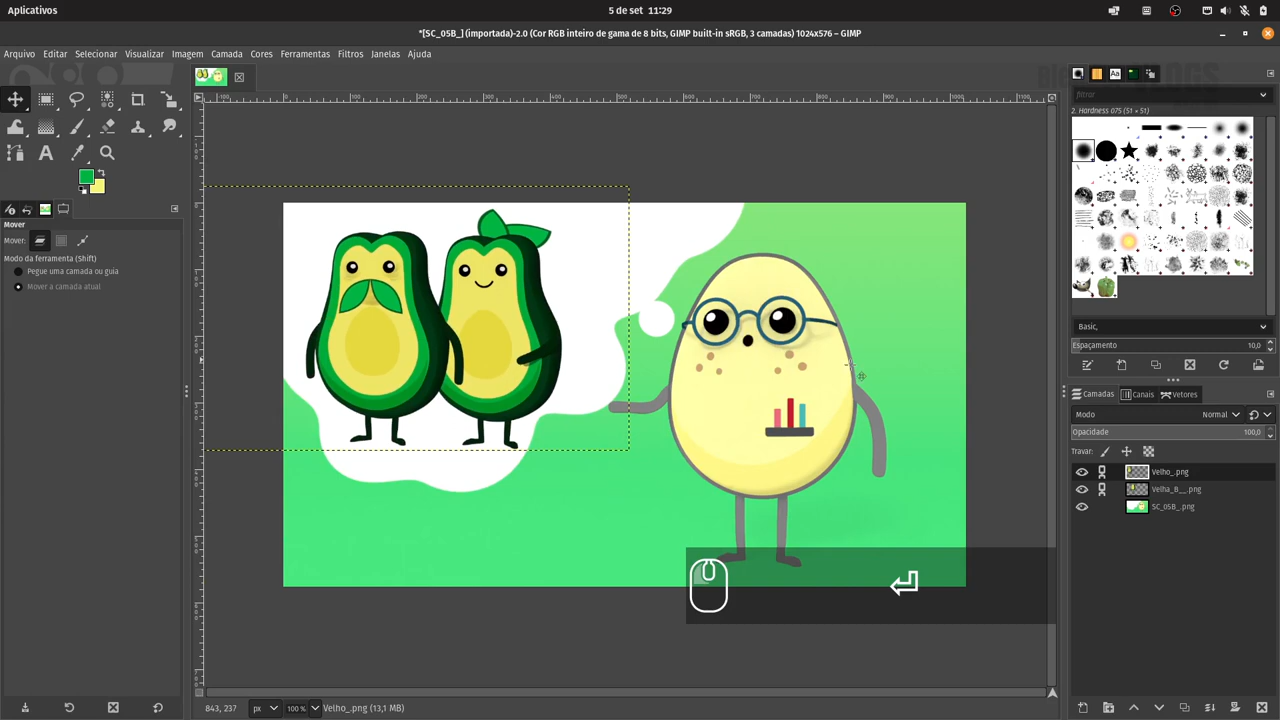 Aplicativos
5 de set 11:29
*[SC_05B_] (importada)-2.0 (Cor RGB inteiro de gama de 8 bits, GIMP built-in sRGB, 3 camadas) 1024x576 – GIMP
Arquivo Editar Selecionar Visualizar Imagem Camada Cores Ferramentas Filtros Janelas Ajuda
filtrar
2. Hardness 075 (51 × 51)
Mover
Mover:
Modo da ferramenta (Shift)
Pegue uma camada ou guia
Mover a camada atual
Basic,
Espaçamento 10,0
Camadas Canais Vetores
Modo Normal
Opacidade 100,0
Travar:
Velho_.png
Velha_B__.png
SC_05B_.png
843, 237 px 100 % Velho_.png (13,1 MB)